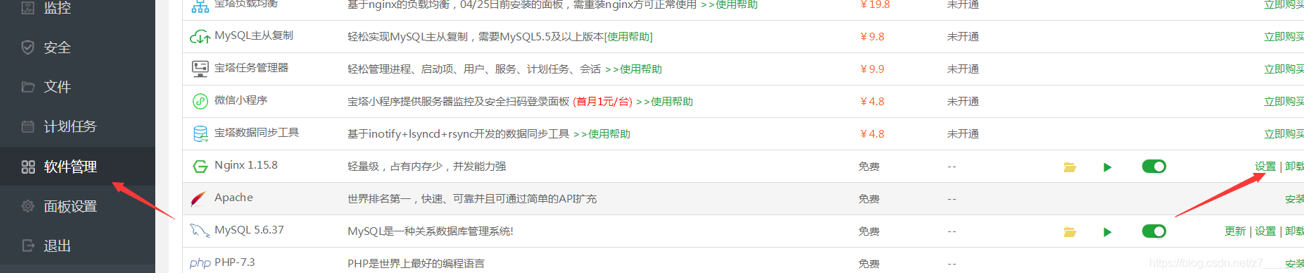 监控
安全
文件
计划任务
软件管理
面板设置
退出
宝塔负载均衡 基于nginx的负载均衡，04/25日前安装的面板，需重装nginx方可正常使用 >>使用帮助 ￥19.8 未开通 立即购买
MySQL主从复制 轻松实现MySQL主从复制，需要MySQL5.5及以上版本[使用帮助] ￥9.8 未开通 立即购买
宝塔任务管理器 轻松管理进程、启动项、用户、服务、计划任务、会话 >>使用帮助 ￥9.9 未开通 立即购买
微信小程序 宝塔小程序提供服务器监控及安全扫码登录面板 (首月1元/台) >>使用帮助 ￥4.8 未开通 立即购买
宝塔数据同步工具 基于inotify+lsyncd+rsync开发的数据同步工具 >>使用帮助 ￥4.8 未开通 立即购买
Nginx 1.15.8 轻量级，占有内存少，并发能力强 免费 -- 设置 | 卸载
Apache 世界排名第一，快速、可靠并且可通过简单的API扩充 免费 -- 安装
MySQL 5.6.37 MySQL是一种关系数据库管理系统! 免费 -- 更新 | 设置 | 卸载
php PHP-7.3 PHP是世界上最好的编程语言 免费 -- 安装